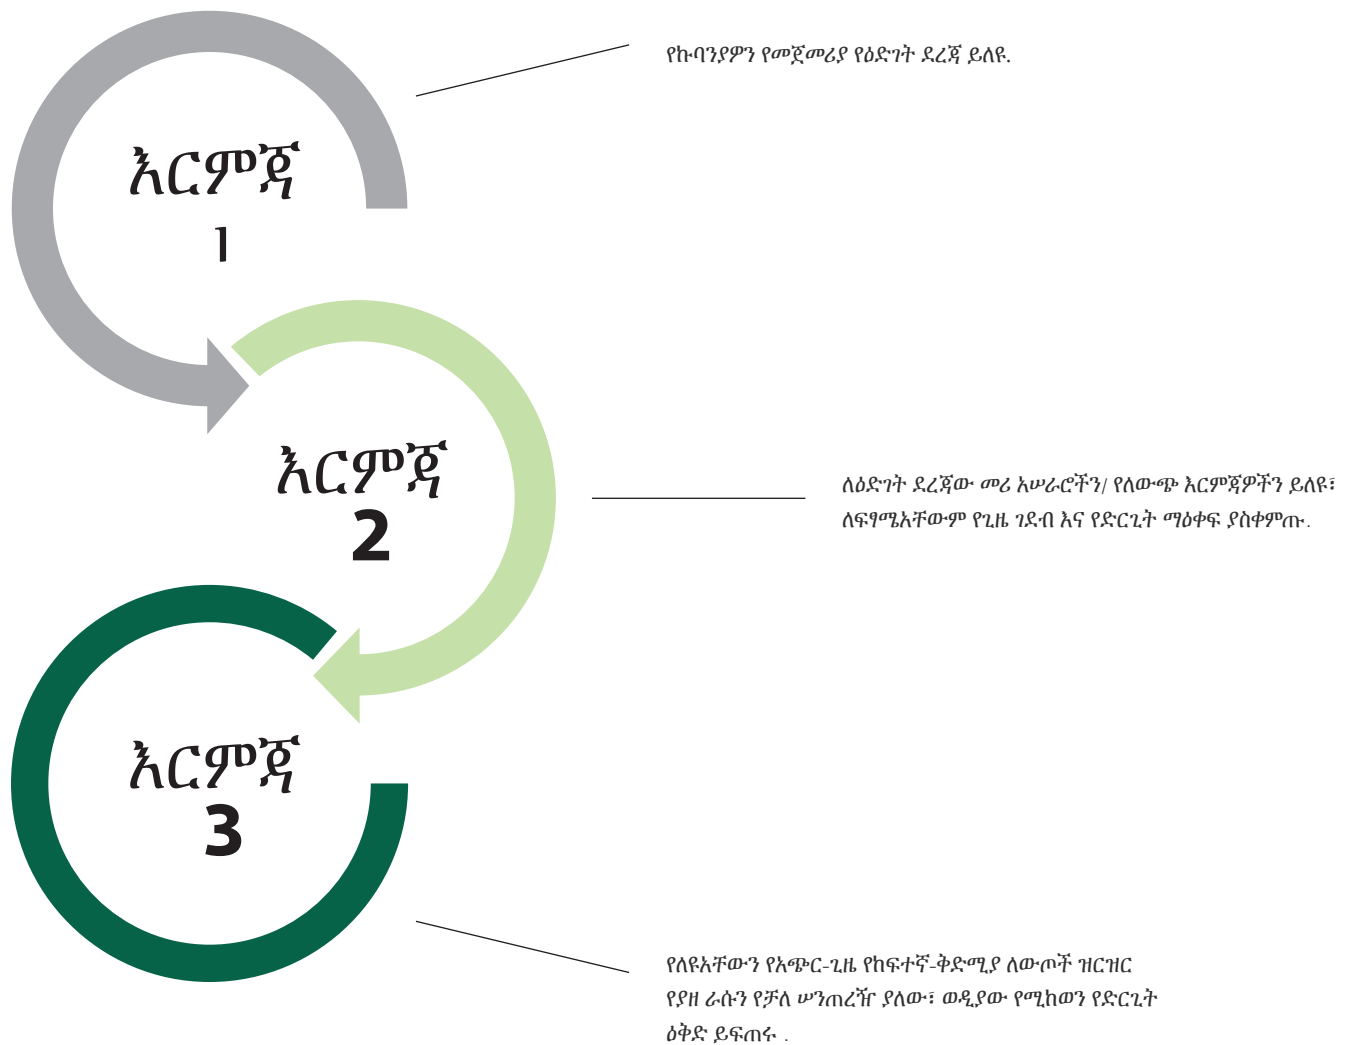 እርምጃ
1
የኩባንያዎን የመጀመሪያ የዕድገት ደረጃ ይለዩ.
እርምጃ
2
ለዕድገት ደረጃው መሪ አሠራሮችን/ የለውጭ እርምጃዎችን ይለዩ፣
ለፍፃሜአቸውም የጊዜ ገደብ እና የድርጊት ማዕቀፍ ያስቀምጡ.
እርምጃ
3
የለዩአቸውን የአጭር-ጊዜ የከፍተኛ-ቅድሚያ ለውጦች ዝርዝር
የያዘ ራሱን የቻለ ሠንጠረዥ ያለው፣ ወዲያው የሚከወን የድርጊት
ዕቅድ ይፍጠሩ .